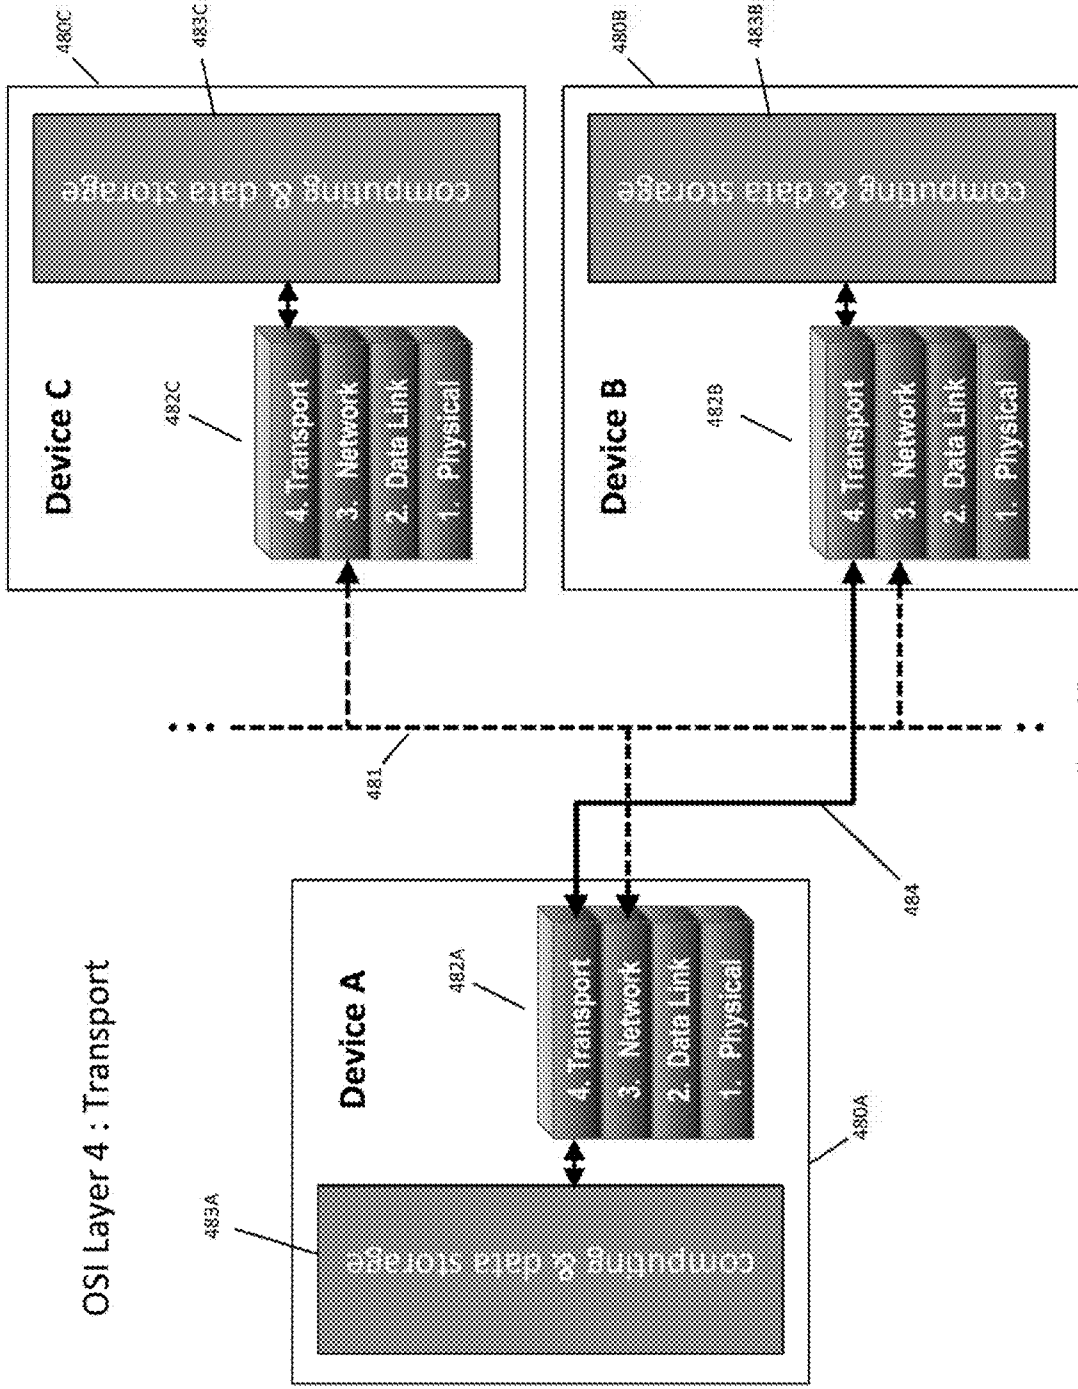 OSI Layer 4 : Transport
483A
computing & data storage
Device A
482A
4. Transport
3. Network
2. Data Link
1. Physical
480A
481
484
Device C
482C
4. Transport
3. Network
2. Data Link
1. Physical
computing & data storage
480C
483C
Device B
482B
4. Transport
3. Network
2. Data Link
1. Physical
computing & data storage
480B
483B